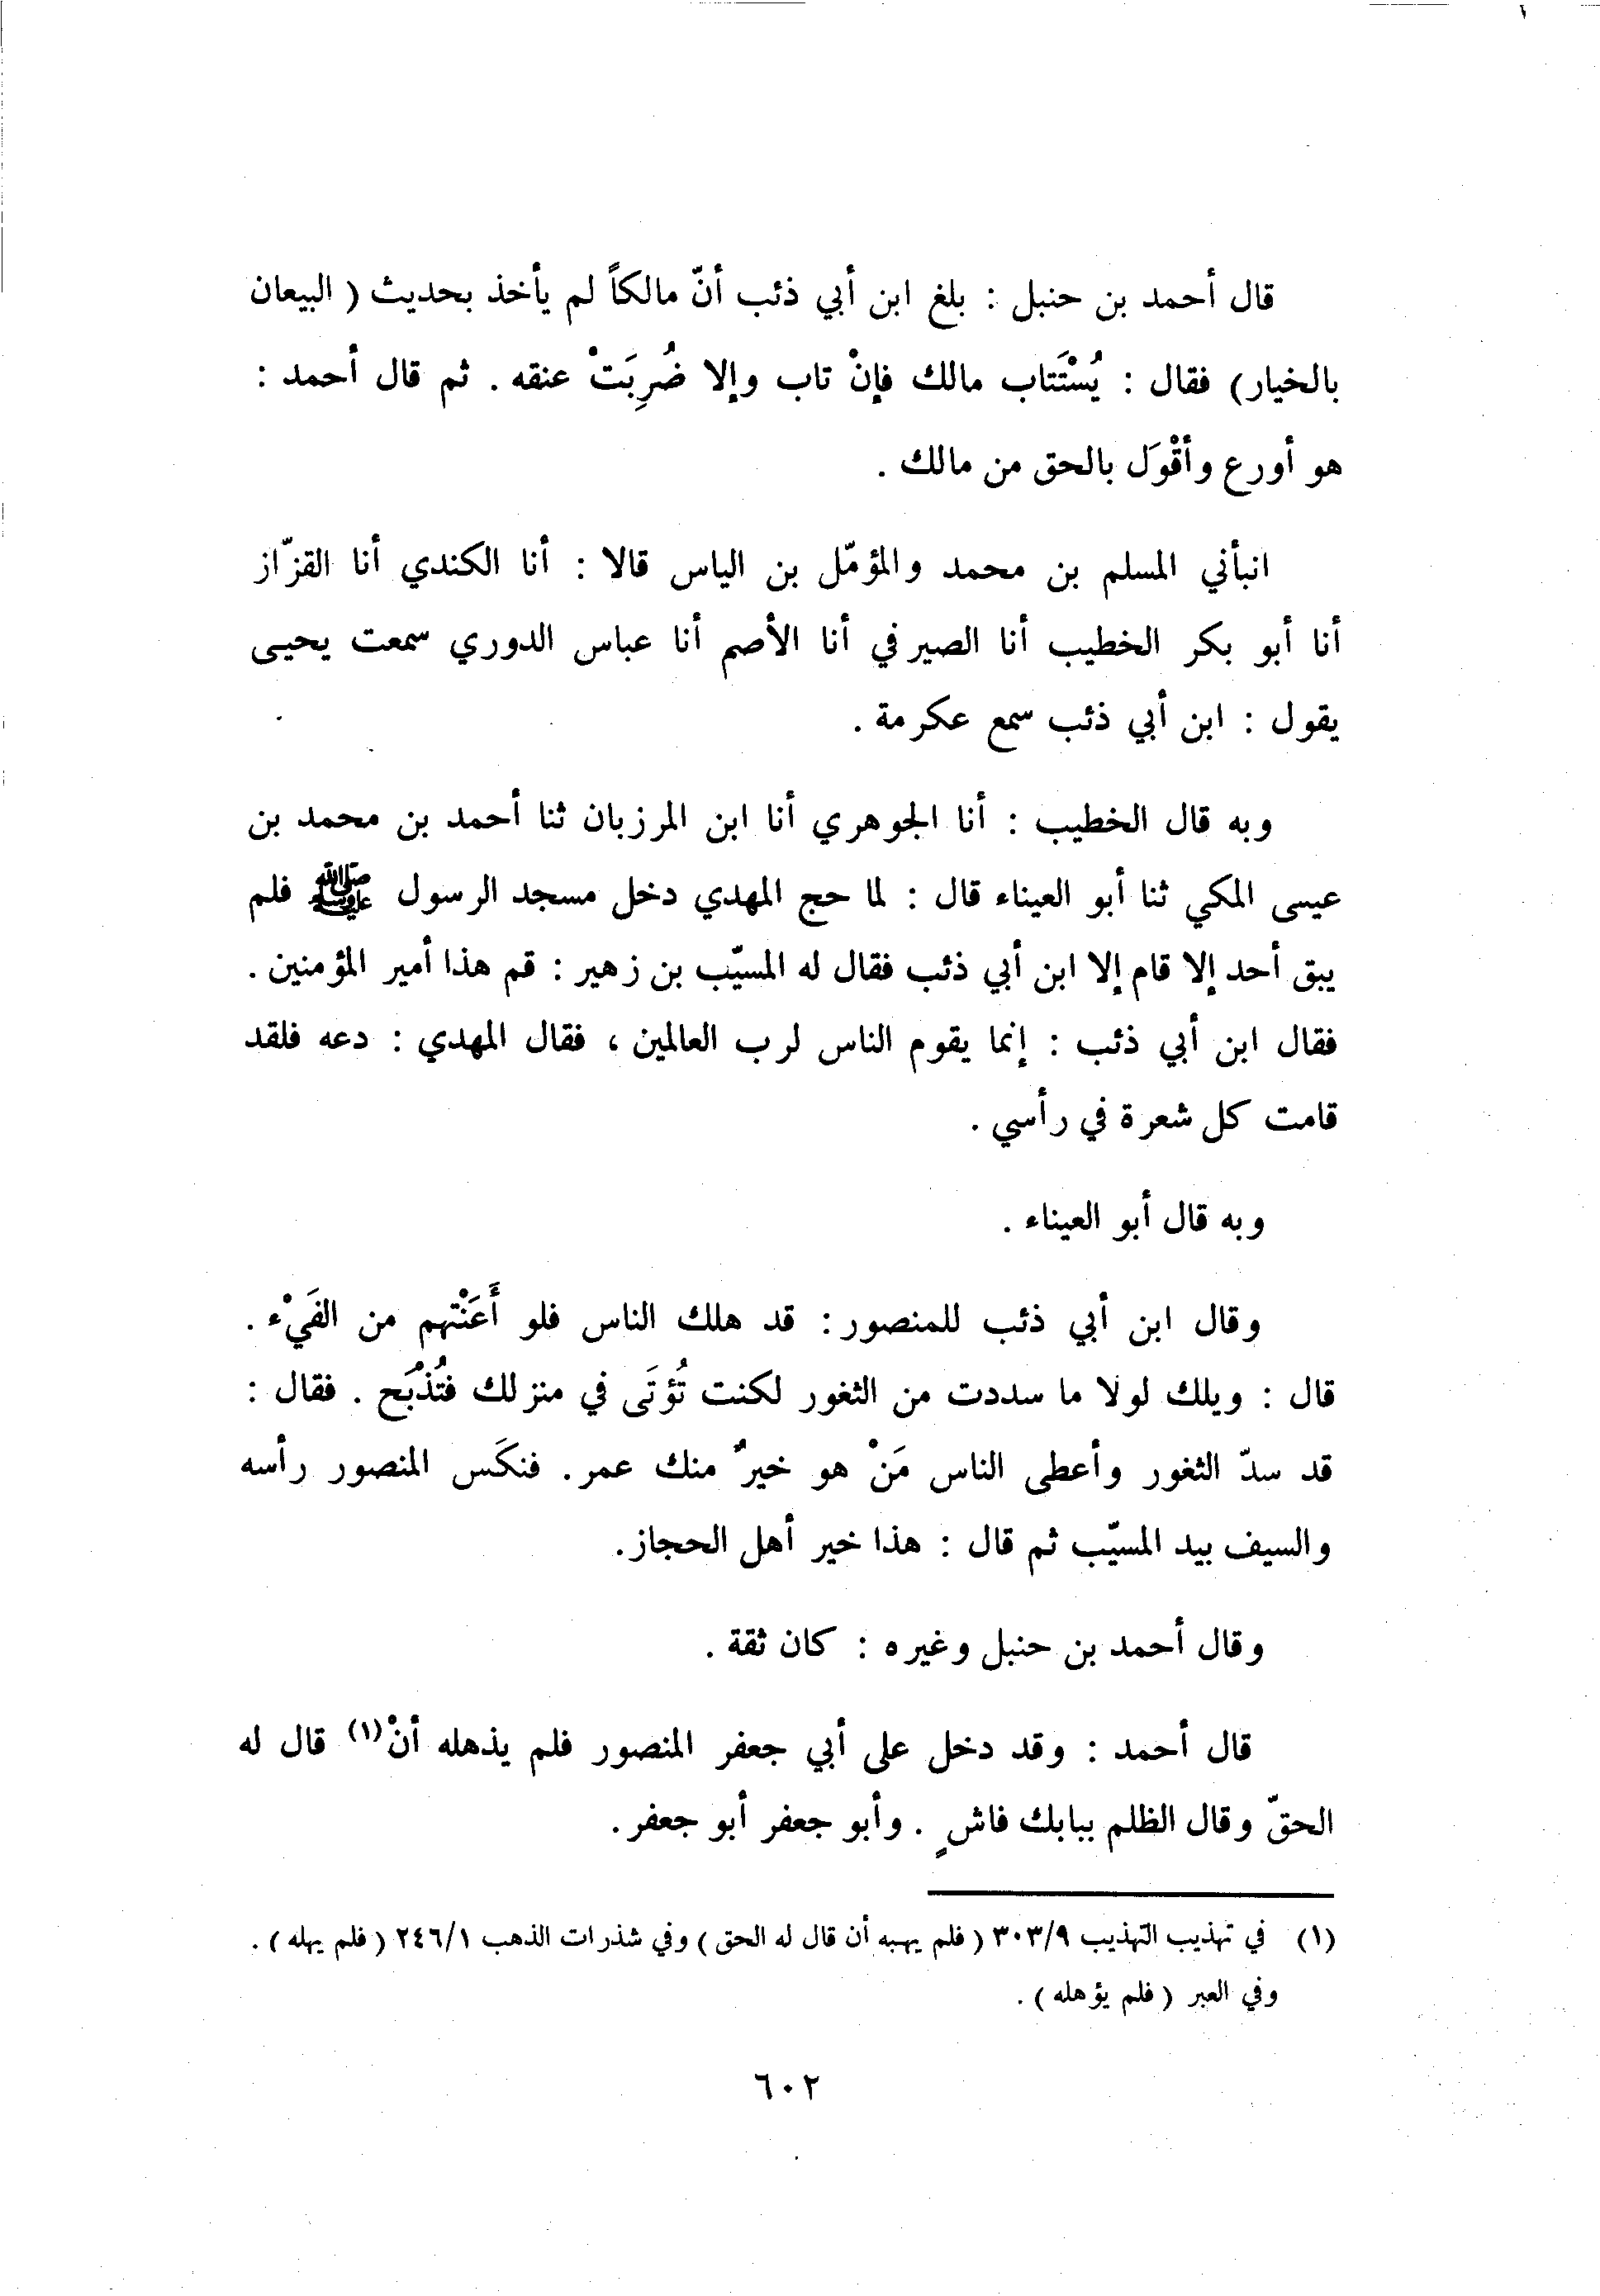 قال أحمد بن حنبل : بلغ ابن أبي ذئب أنّ مالكاً لم يأخذ بحديث ( البيعان
بالخيار) فقال : يُسْتَتاب مالك فإنْ تاب وإلا ضُرِبَتْ عنقه . ثم قال أحمد :
هو أورع وأقْوَل بالحق من مالك .
انبأني المسلم بن محمد والمؤمّل بن الياس قالا : أنا الكندي أنا القزّاز
أنا أبو بكر الخطيب أنا الصيرفي أنا الأصم أنا عباس الدوري سمعت يحيى
يقول : ابن أبي ذئب سمع عكرمة .
وبه قال الخطيب : أنا الجوهري أنا ابن المرزبان ثنا أحمد بن محمد بن
عيسى المكي ثنا أبو العيناء قال : لما حج المهدي دخل مسجد الرسول ﷺ فلم
يبق أحد إلا قام إلا ابن أبي ذئب فقال له المسيّب بن زهير : قم هذا أمير المؤمنين .
فقال ابن أبي ذئب : إنما يقوم الناس لرب العالمين ، فقال المهدي : دعه فلقد
قامت كل شعرة في رأسي .
وبه قال أبو العيناء .
وقال ابن أبي ذئب للمنصور : قد هلك الناس فلو أَعَنْتهم من الفَيْء .
قال : ويلك لولا ما سددت من الثغور لكنت تُؤتَى في منزلك فتُذْبَح . فقال :
قد سدّ الثغور وأعطى الناس مَنْ هو خيرٌ منك عمر . فنكَس المنصور رأسه
والسيف بيد المسيّب ثم قال : هذا خير أهل الحجاز .
وقال أحمد بن حنبل وغيره : كان ثقة .
قال أحمد : وقد دخل على أبي جعفر المنصور فلم يذهله أنْ (١) قال له
الحقّ وقال الظلم ببابك فاشٍ . وأبو جعفر أبو جعفر .
(١) في تهذيب التهذيب ٣٠٣/٩ ( فلم يهبه أن قال له الحق ) وفي شذرات الذهب ٢٤٦/١ ( فلم يهله ) .
وفي العبر ( فلم يؤهله ) .
٦٠٢